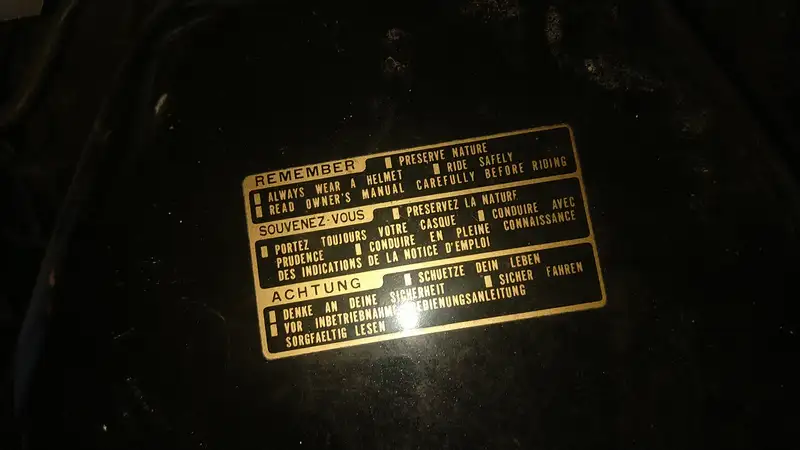 REMEMBER PRESERVE NATURE
ALWAYS WEAR A HELMET RIDE SAFELY
READ OWNER'S MANUAL CAREFULLY BEFORE RIDING
SOUVENEZ-VOUS PRESERVEZ LA NATURE
PORTEZ TOUJOURS VOTRE CASQUE CONDUIRE AVEC
PRUDENCE CONDUIRE EN PLEINE CONNAISSANCE
DES INDICATIONS DE LA NOTICE D'EMPLOI
ACHTUNG SCHUETZE DEIN LEBEN
DENKE AN DEINE SICHERHEIT SICHER FAHREN
VOR INBETRIEBNAHME BEDIENUNGSANLEITUNG
SORGFAELTIG LESEN